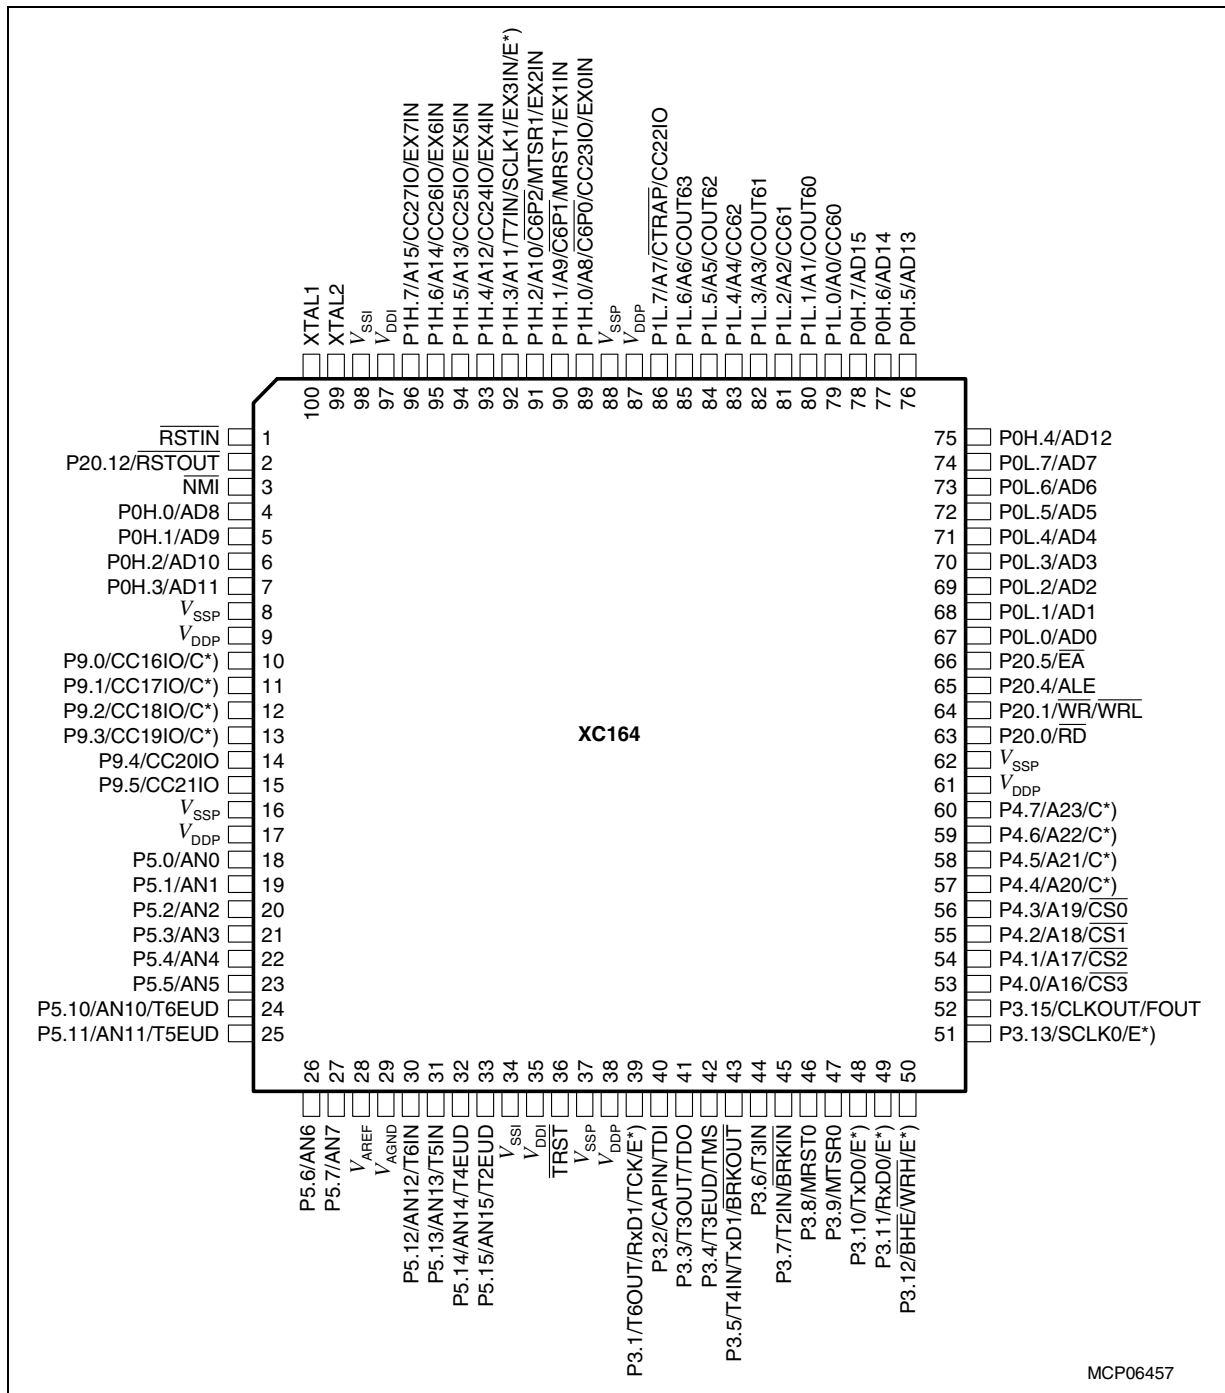 XTAL1
XTAL2
VSSI
VDDI
P1H.7/A15/CC27IO/EX7IN
P1H.6/A14/CC26IO/EX6IN
P1H.5/A13/CC25IO/EX5IN
P1H.4/A12/CC24IO/EX4IN
P1H.3/A11/T7IN/SCLK1/EX3IN/E*)
P1H.2/A10/C6P2/MTSR1/EX2IN
P1H.1/A9/C6P1/MRST1/EX1IN
P1H.0/A8/C6P0/CC23IO/EX0IN
VSSP
VDDP
P1L.7/A7/CTRAP/CC22IO
P1L.6/A6/COUT63
P1L.5/A5/COUT62
P1L.4/A4/CC62
P1L.3/A3/COUT61
P1L.2/A2/CC61
P1L.1/A1/COUT60
P1L.0/A0/CC60
P0H.7/AD15
P0H.6/AD14
P0H.5/AD13
100 99 98 97 96 95 94 93 92 91 90 89 88 87 86 85 84 83 82 81 80 79 78 77 76
RSTIN 1
P20.12/RSTOUT 2
NMI 3
P0H.0/AD8 4
P0H.1/AD9 5
P0H.2/AD10 6
P0H.3/AD11 7
VSSP 8
VDDP 9
P9.0/CC16IO/C*) 10
P9.1/CC17IO/C*) 11
P9.2/CC18IO/C*) 12
P9.3/CC19IO/C*) 13
P9.4/CC20IO 14
P9.5/CC21IO 15
VSSP 16
VDDP 17
P5.0/AN0 18
P5.1/AN1 19
P5.2/AN2 20
P5.3/AN3 21
P5.4/AN4 22
P5.5/AN5 23
P5.10/AN10/T6EUD 24
P5.11/AN11/T5EUD 25
XC164
75 P0H.4/AD12
74 P0L.7/AD7
73 P0L.6/AD6
72 P0L.5/AD5
71 P0L.4/AD4
70 P0L.3/AD3
69 P0L.2/AD2
68 P0L.1/AD1
67 P0L.0/AD0
66 P20.5/EA
65 P20.4/ALE
64 P20.1/WR/WRL
63 P20.0/RD
62 VSSP
61 VDDP
60 P4.7/A23/C*)
59 P4.6/A22/C*)
58 P4.5/A21/C*)
57 P4.4/A20/C*)
56 P4.3/A19/CS0
55 P4.2/A18/CS1
54 P4.1/A17/CS2
53 P4.0/A16/CS3
52 P3.15/CLKOUT/FOUT
51 P3.13/SCLK0/E*)
26 27 28 29 30 31 32 33 34 35 36 37 38 39 40 41 42 43 44 45 46 47 48 49 50
P5.6/AN6
P5.7/AN7
VAREF
VAGND
P5.12/AN12/T6IN
P5.13/AN13/T5IN
P5.14/AN14/T4EUD
P5.15/AN15/T2EUD
VSSI
VDDI
TRST
VSSP
VDDP
P3.1/T6OUT/RxD1/TCK/E*)
P3.2/CAPIN/TDI
P3.3/T3OUT/TDO
P3.4/T3EUD/TMS
P3.5/T4IN/TxD1/BRKOUT
P3.6/T3IN
P3.7/T2IN/BRKIN
P3.8/MRST0
P3.9/MTSR0
P3.10/TxD0/E*)
P3.11/RxD0/E*)
P3.12/BHE/WRH/E*)
MCP06457